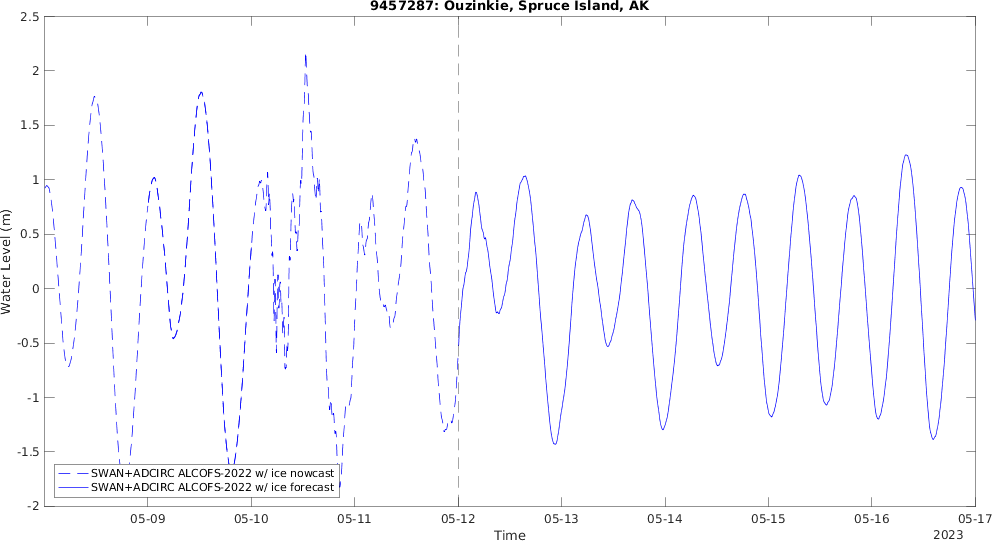 9457287: Ouzinkie, Spruce Island, AK
2.5
2
1.5
1
0.5
0
-0.5
-1
-1.5
-2
Water Level (m)
SWAN+ADCIRC ALCOFS-2022 w/ ice nowcast
SWAN+ADCIRC ALCOFS-2022 w/ ice forecast
05-09 05-10 05-11 05-12 05-13 05-14 05-15 05-16 05-17
Time
2023